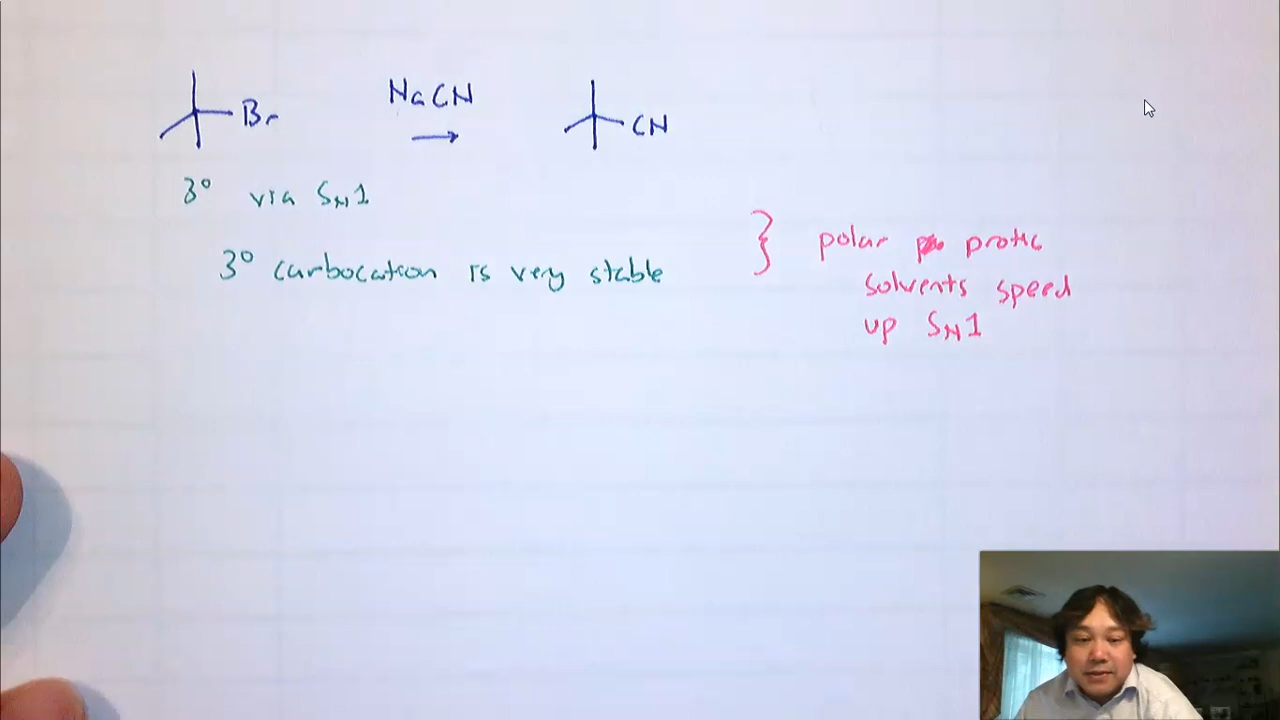 Br
NaCN
→
CN
3° via SN1
3° carbocation is very stable
} polar protic
solvents speed
up SN1